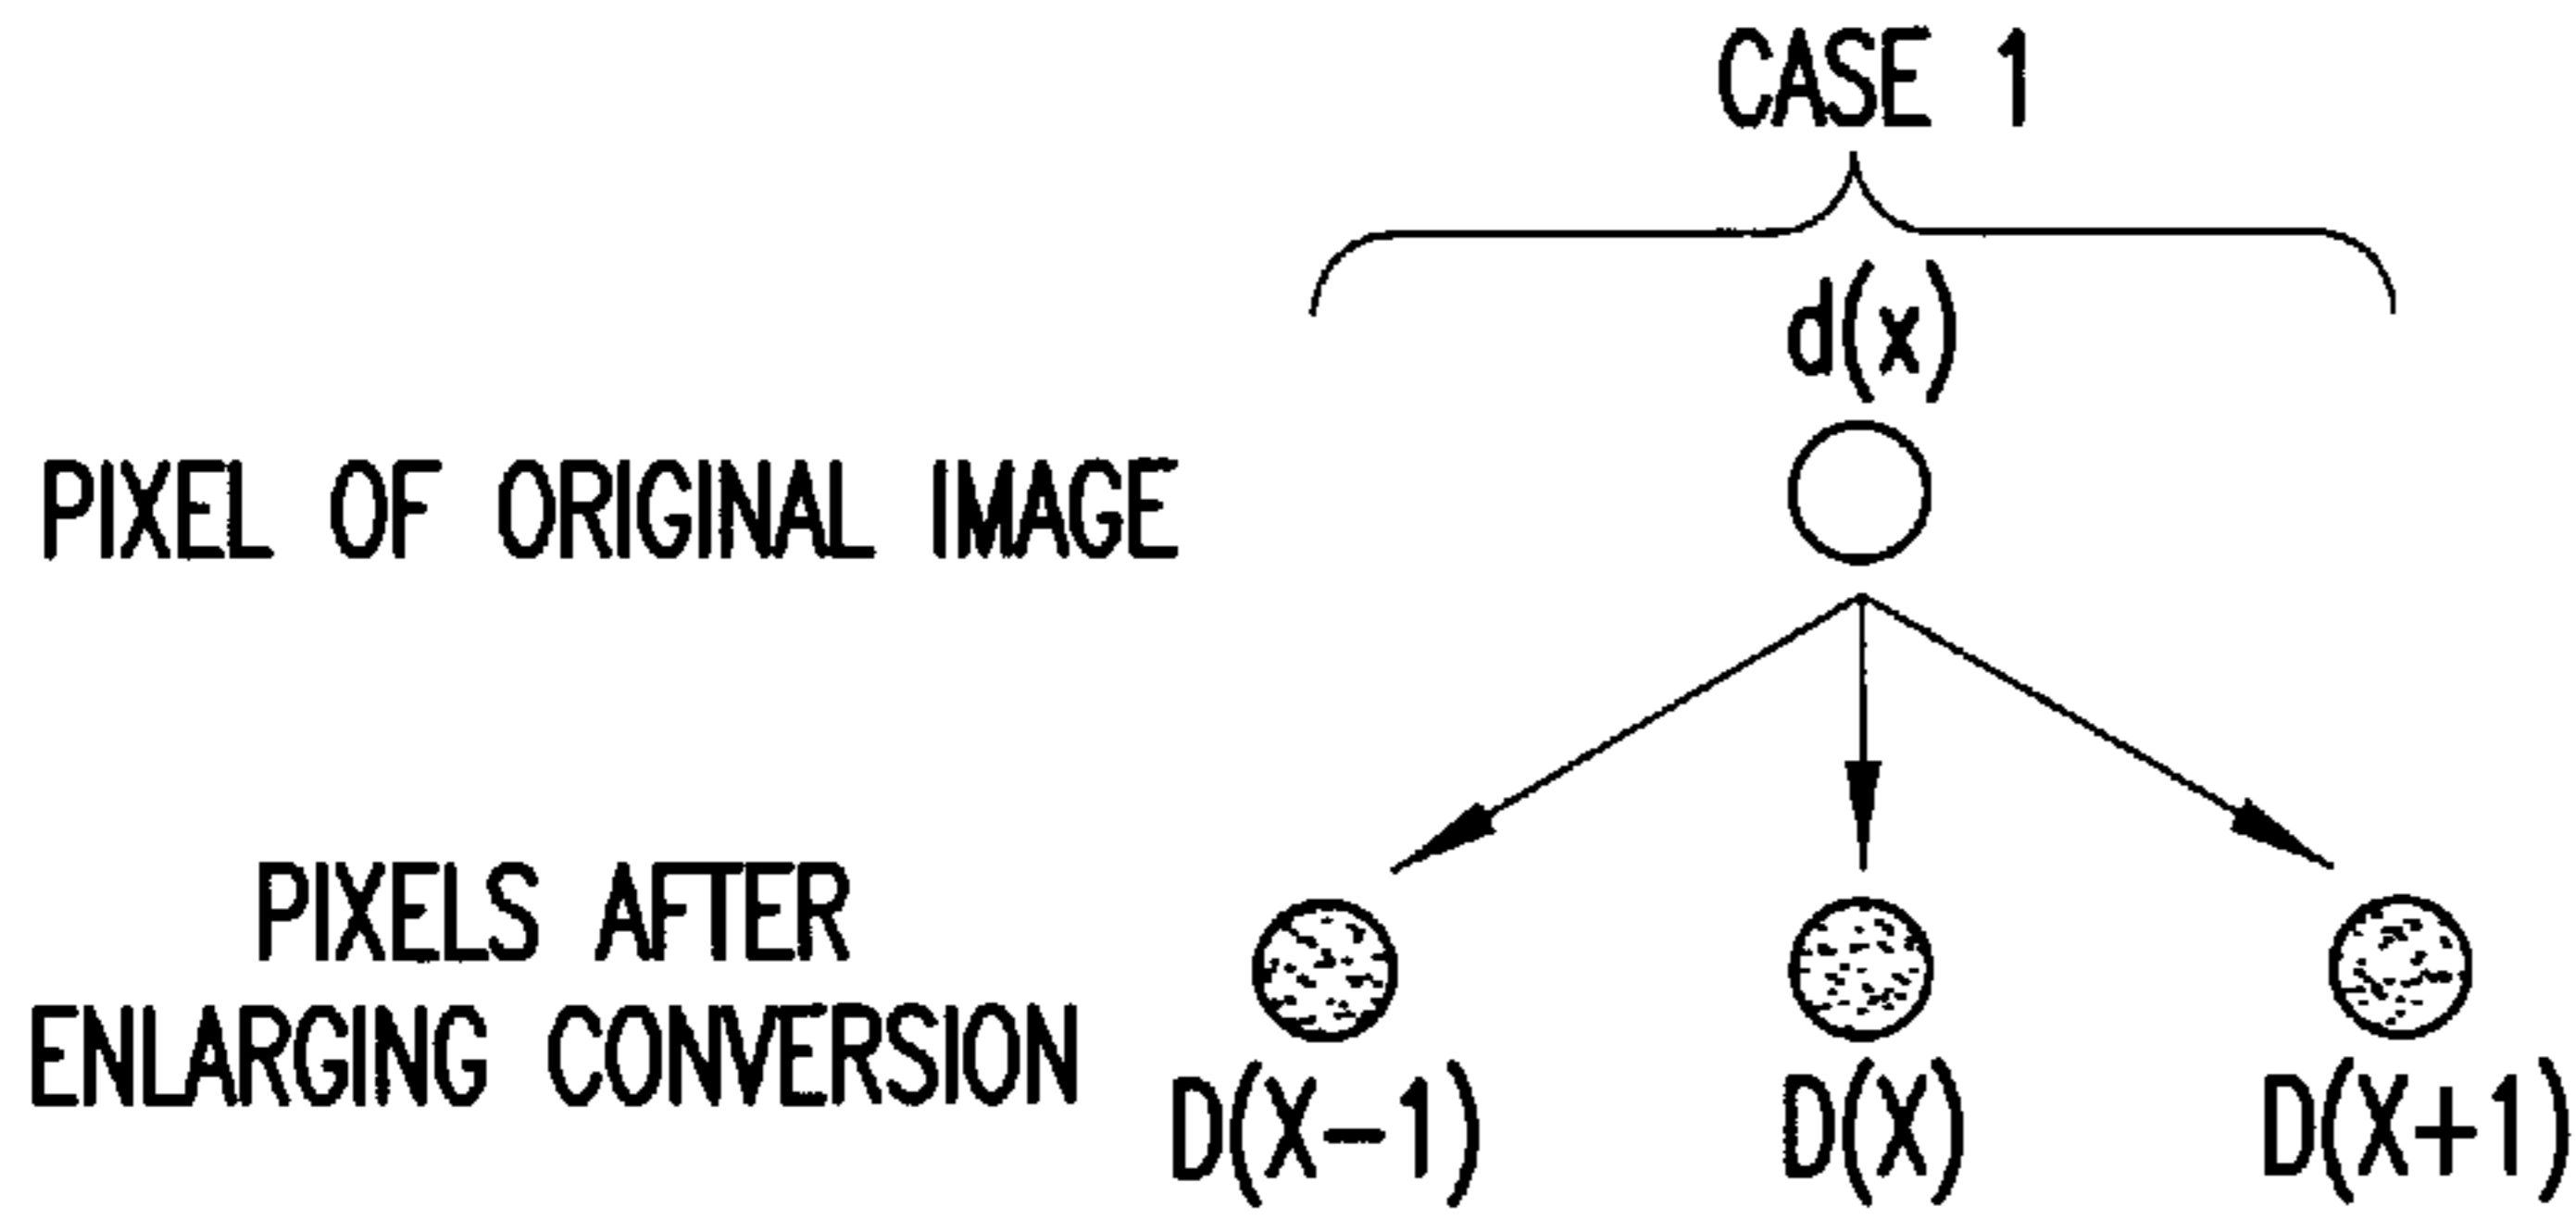 CASE 1
d(x)
PIXEL OF ORIGINAL IMAGE
PIXELS AFTER
ENLARGING CONVERSION
D(X-1) D(X) D(X+1)